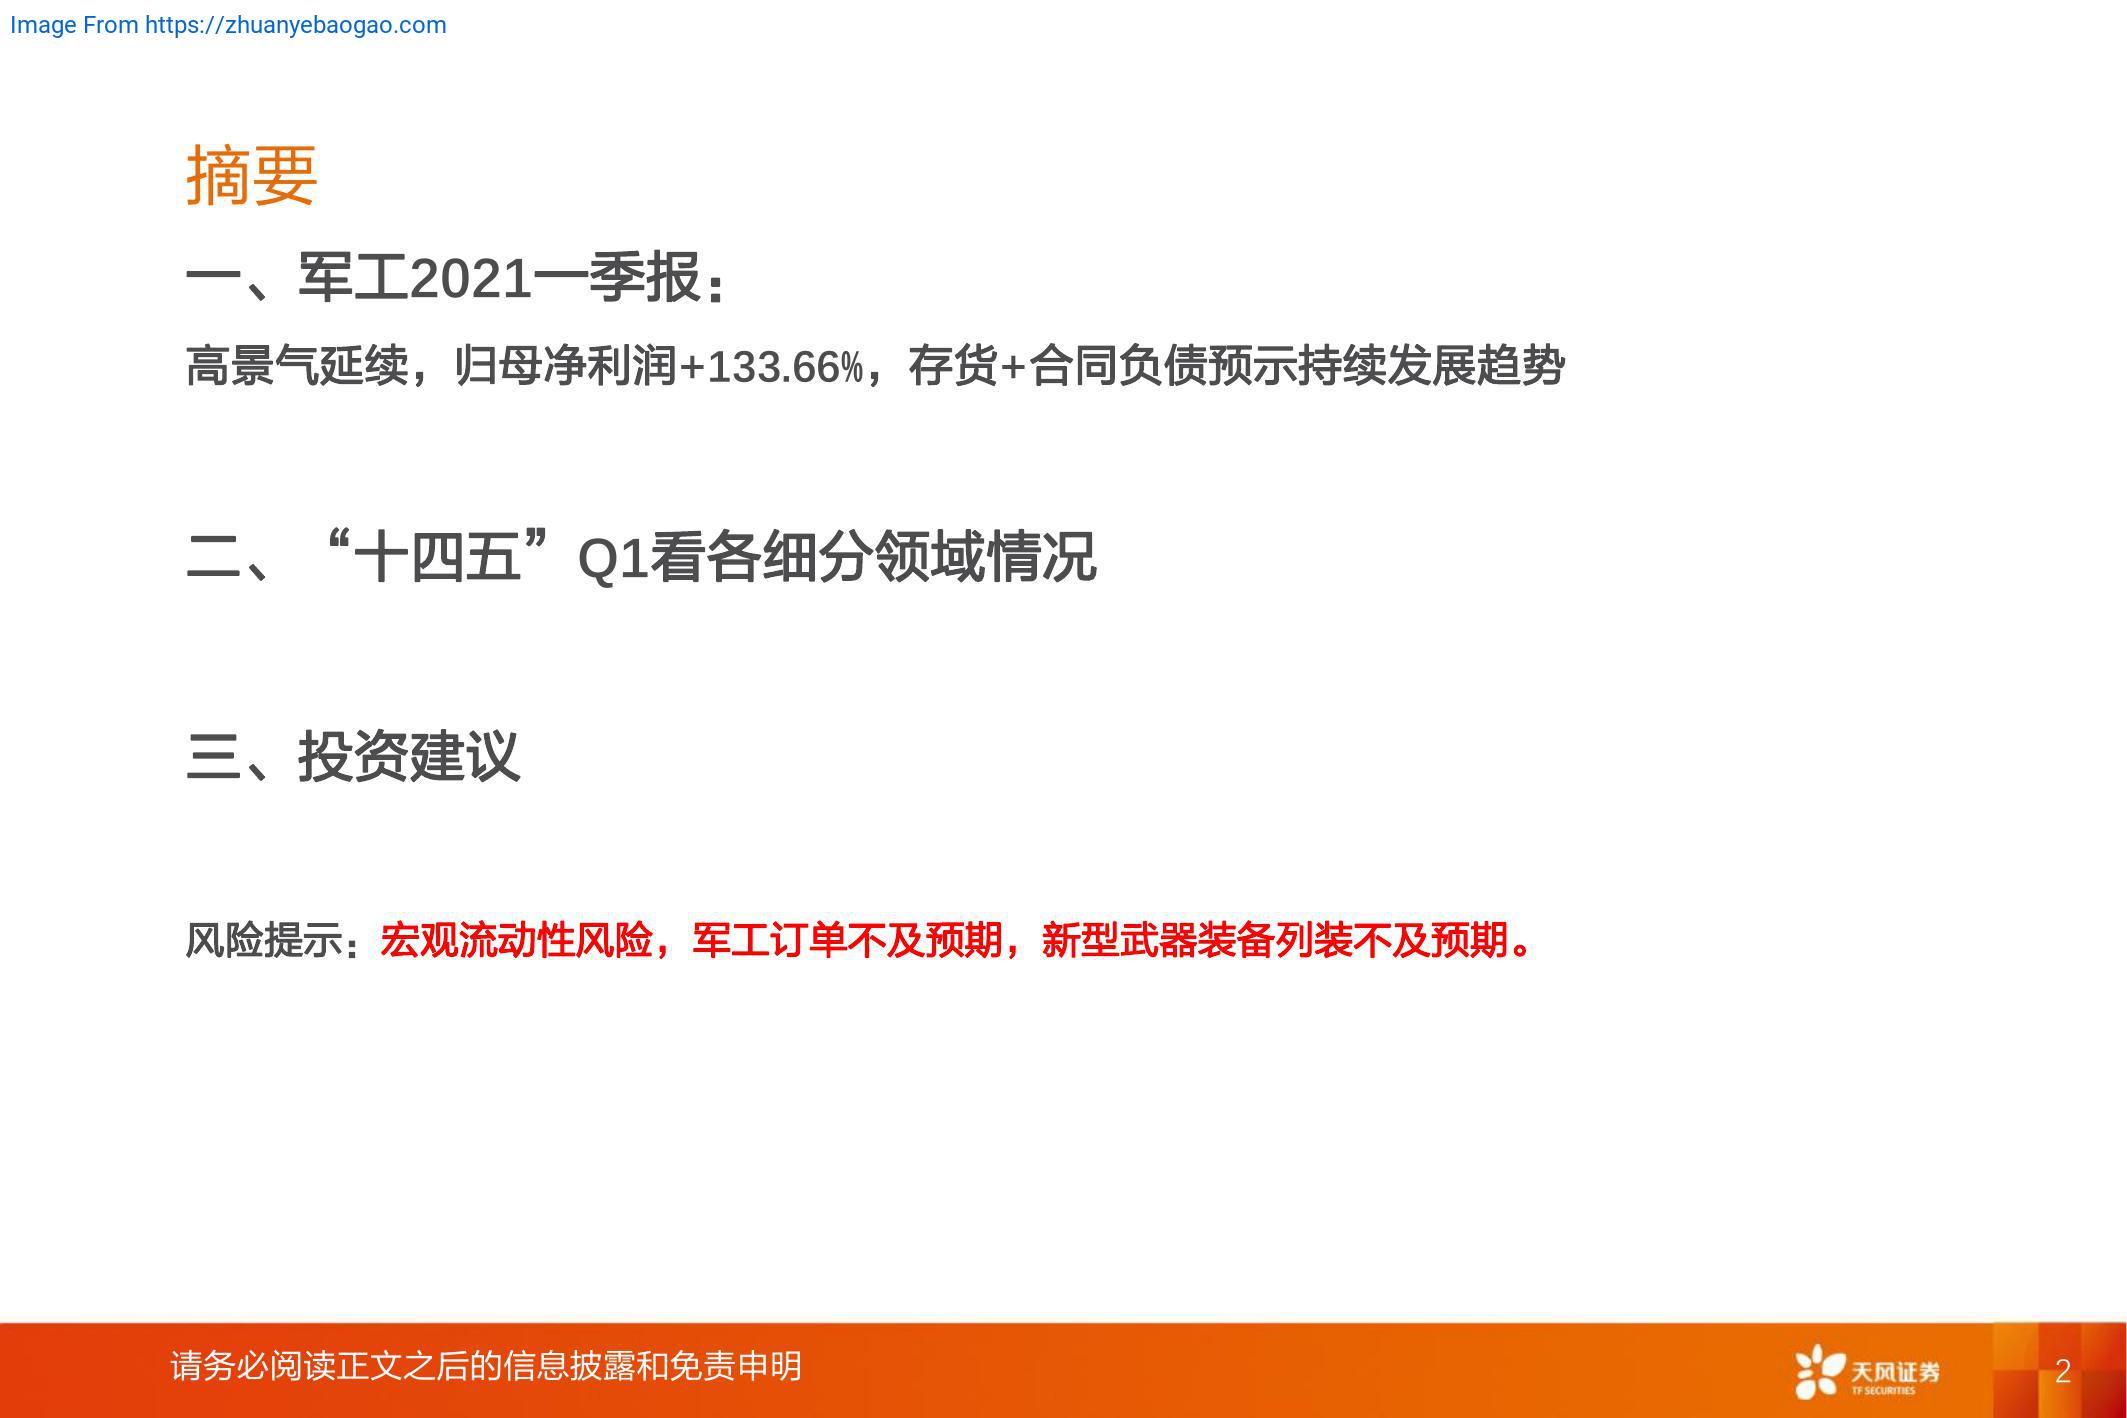 Image From https://zhuanyebaogao.com
摘要
一、军工2021一季报：
高景气延续，归母净利润+133.66%，存货+合同负债预示持续发展趋势
二、“十四五”Q1看各细分领域情况
三、投资建议
风险提示：宏观流动性风险，军工订单不及预期，新型武器装备列装不及预期。
请务必阅读正文之后的信息披露和免责申明
天风证券
TF SECURITIES
2